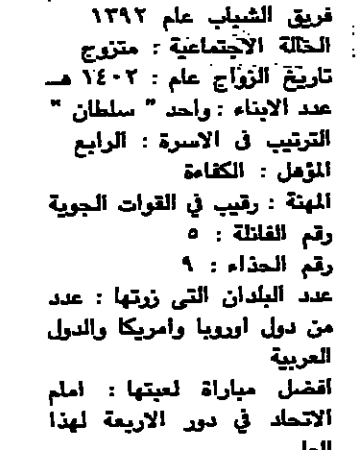 فريق الشباب عام ١٣٩٢
الحالة الاجتماعية : متزوج
تاريخ الزواج عام : ١٤٠٢ هـ
عدد الابناء : واحد " سلطان "
الترتيب فى الاسرة : الرابع
المؤهل : الكفاءة
المهنة : رقيب في القوات الجوية
رقم الفانلة : ٥
رقم الحذاء : ٩
عدد البلدان التى زرتها : عدد
من دول اوروبا وامريكا والدول
العربية
افضل مباراة لعبتها : امام
الاتحاد في دور الاربعة لهذا